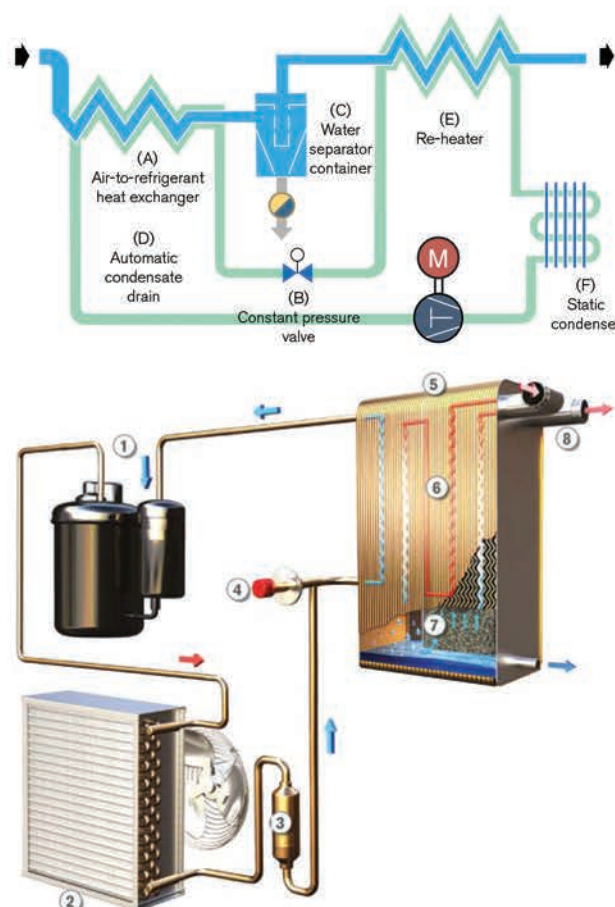 (C)
Water
separator
container
(E)
Re-heater
(A)
Air-to-refrigerant
heat exchanger
(D)
Automatic
condensate
drain
(B)
Constant pressure
valve
M
(F)
Static
condense
1
2
3
4
5
6
7
8